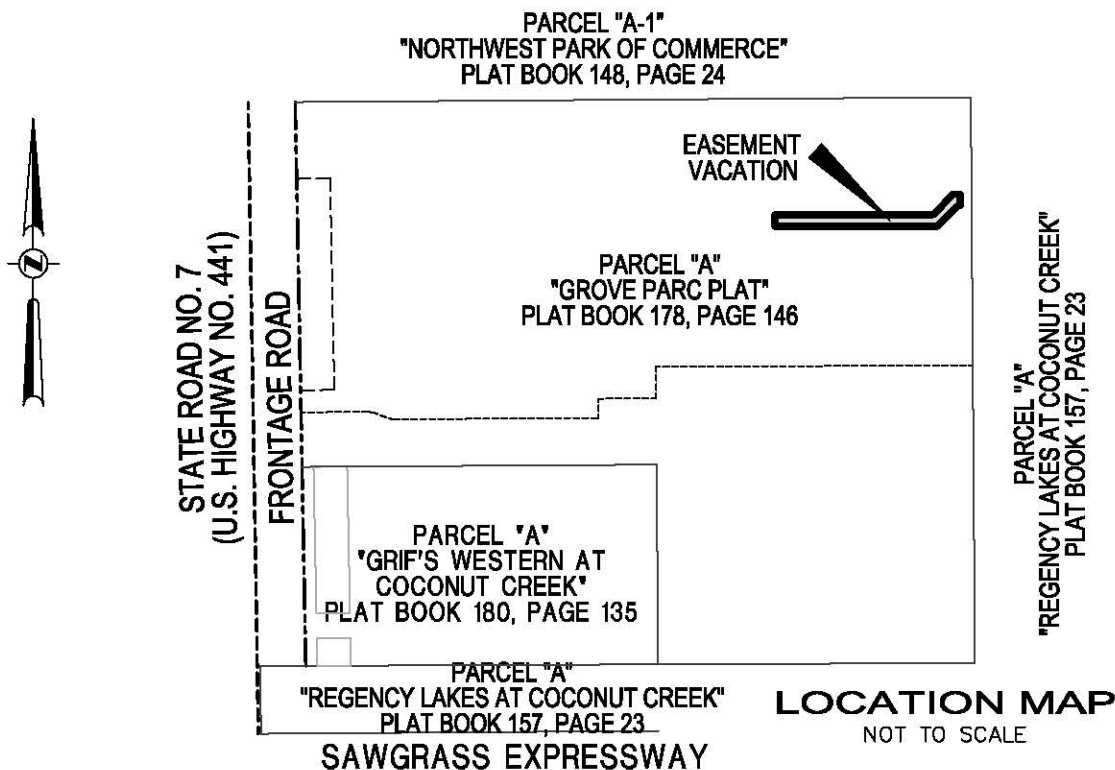 PARCEL "A-1"
"NORTHWEST PARK OF COMMERCE"
PLAT BOOK 148, PAGE 24
EASEMENT
VACATION
N
STATE ROAD NO. 7
(U.S. HIGHWAY NO. 441)
FRONTAGE ROAD
PARCEL "A"
"GROVE PARC PLAT"
PLAT BOOK 178, PAGE 146
PARCEL "A"
"REGENCY LAKES AT COCONUT CREEK"
PLAT BOOK 157, PAGE 23
PARCEL "A"
"GRIF'S WESTERN AT
COCONUT CREEK"
PLAT BOOK 180, PAGE 135
PARCEL "A"
"REGENCY LAKES AT COCONUT CREEK"
PLAT BOOK 157, PAGE 23
SAWGRASS EXPRESSWAY
LOCATION MAP
NOT TO SCALE